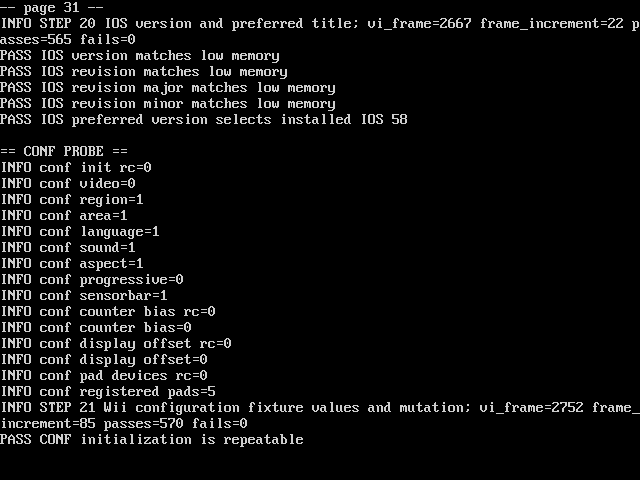 -- page 31 --
INFO STEP 20 IOS version and preferred title; vi_frame=2667 frame_increment=22 p
asses=565 fails=0
PASS IOS version matches low memory
PASS IOS revision matches low memory
PASS IOS revision major matches low memory
PASS IOS revision minor matches low memory
PASS IOS preferred version selects installed IOS 58

== CONF PROBE ==
INFO conf init rc=0
INFO conf video=0
INFO conf region=1
INFO conf area=1
INFO conf language=1
INFO conf sound=1
INFO conf aspect=1
INFO conf progressive=0
INFO conf sensorbar=1
INFO conf counter bias rc=0
INFO conf counter bias=0
INFO conf display offset rc=0
INFO conf display offset=0
INFO conf pad devices rc=0
INFO conf registered pads=5
INFO STEP 21 Wii configuration fixture values and mutation; vi_frame=2752 frame_
increment=85 passes=570 fails=0
PASS CONF initialization is repeatable